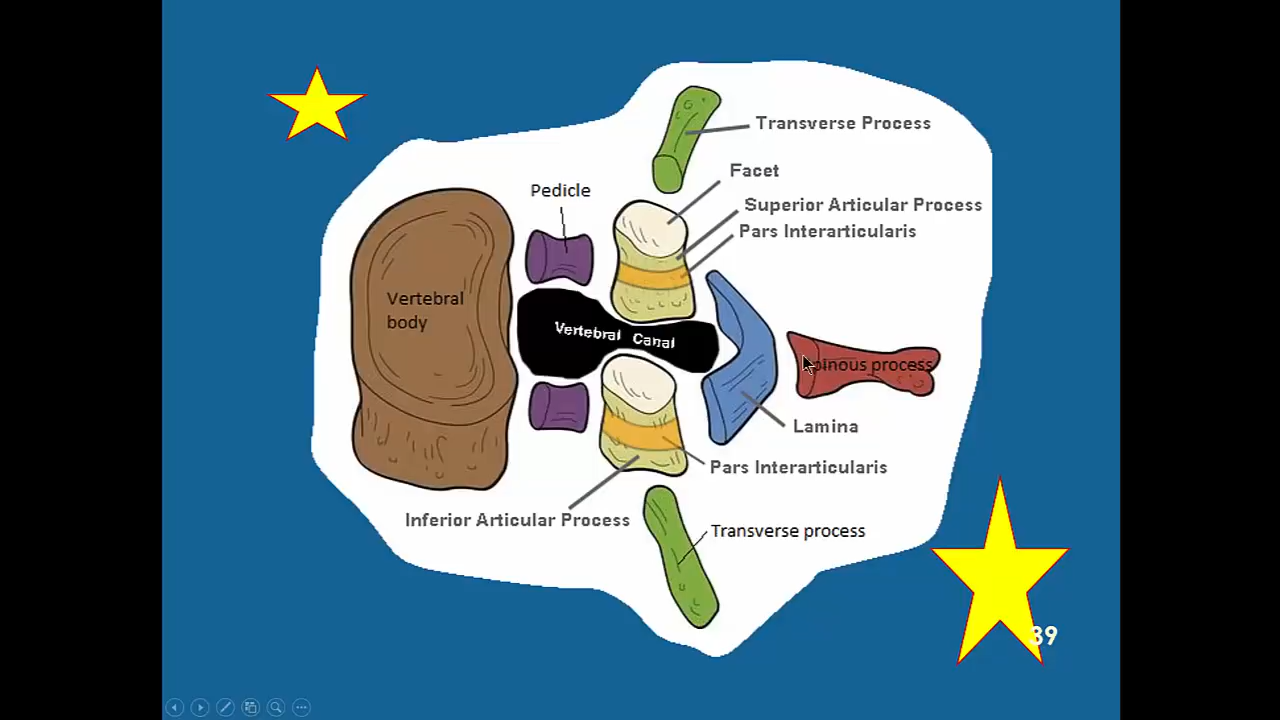 Transverse Process
Facet
Pedicle
Superior Articular Process
Pars Interarticularis
Vertebral
body
Vertebral Canal
process
Lamina
Pars Interarticularis
Inferior Articular Process
Transverse process
39